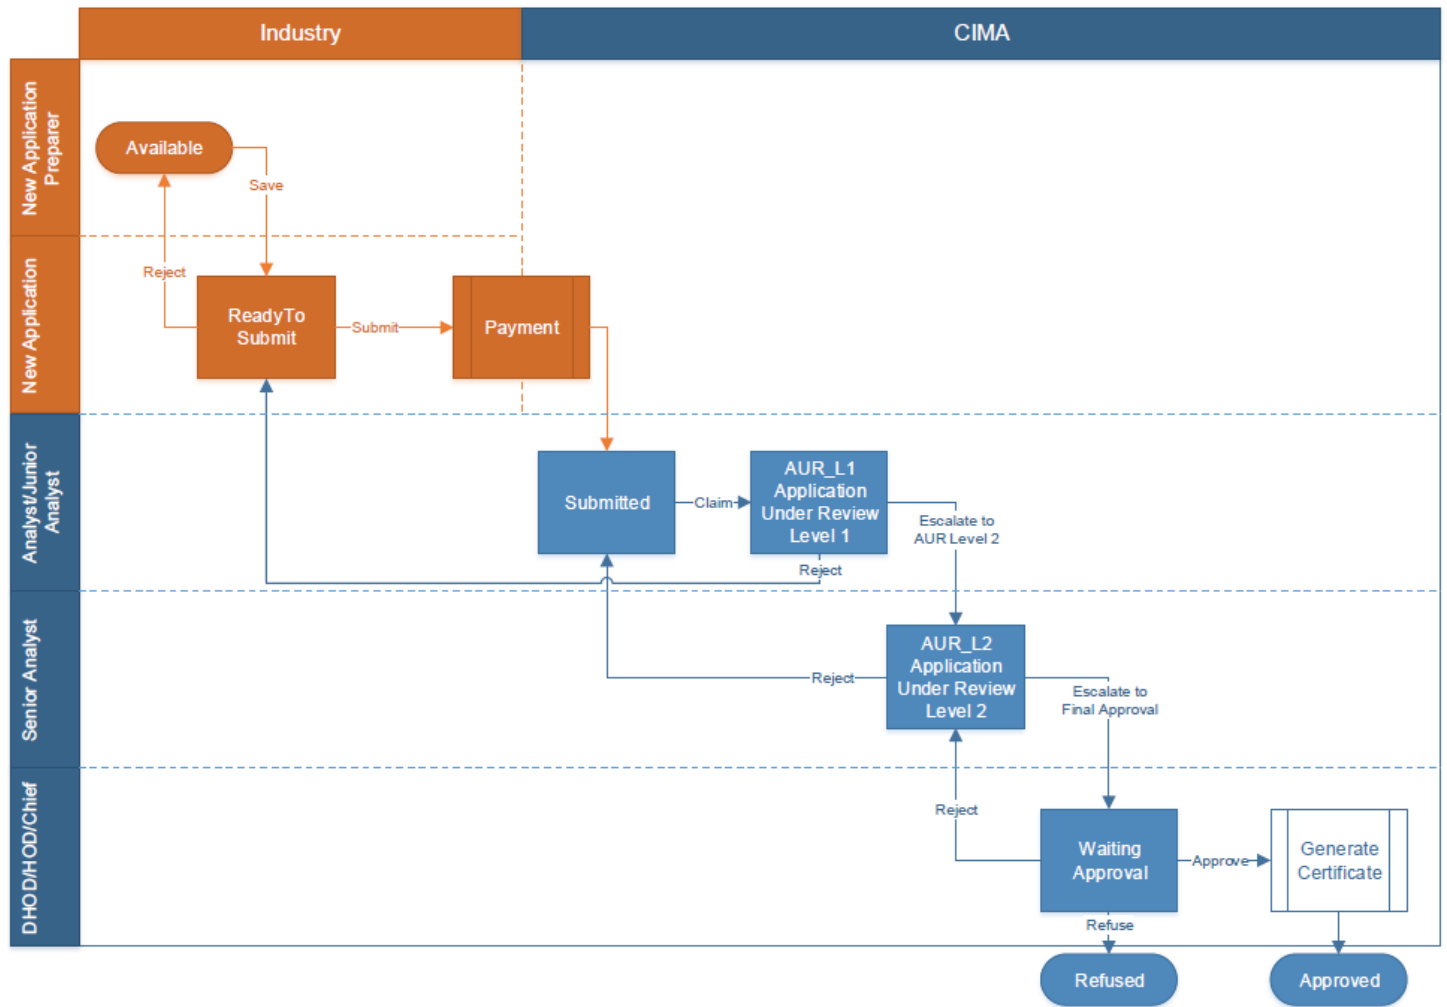 Industry
CIMA
New Application
Preparer
Available
Save
Reject
New Application
ReadyTo
Submit
Submit
Payment
Analyst/Junior
Analyst
Submitted
Claim
AUR_L1
Application
Under Review
Level 1
Escalate to
AUR Level 2
Reject
Senior Analyst
Reject
AUR_L2
Application
Under Review
Level 2
Escalate to
Final Approval
DHOD/HOD/Chief
Reject
Waiting
Approval
Approve
Generate
Certificate
Refuse
Refused
Approved